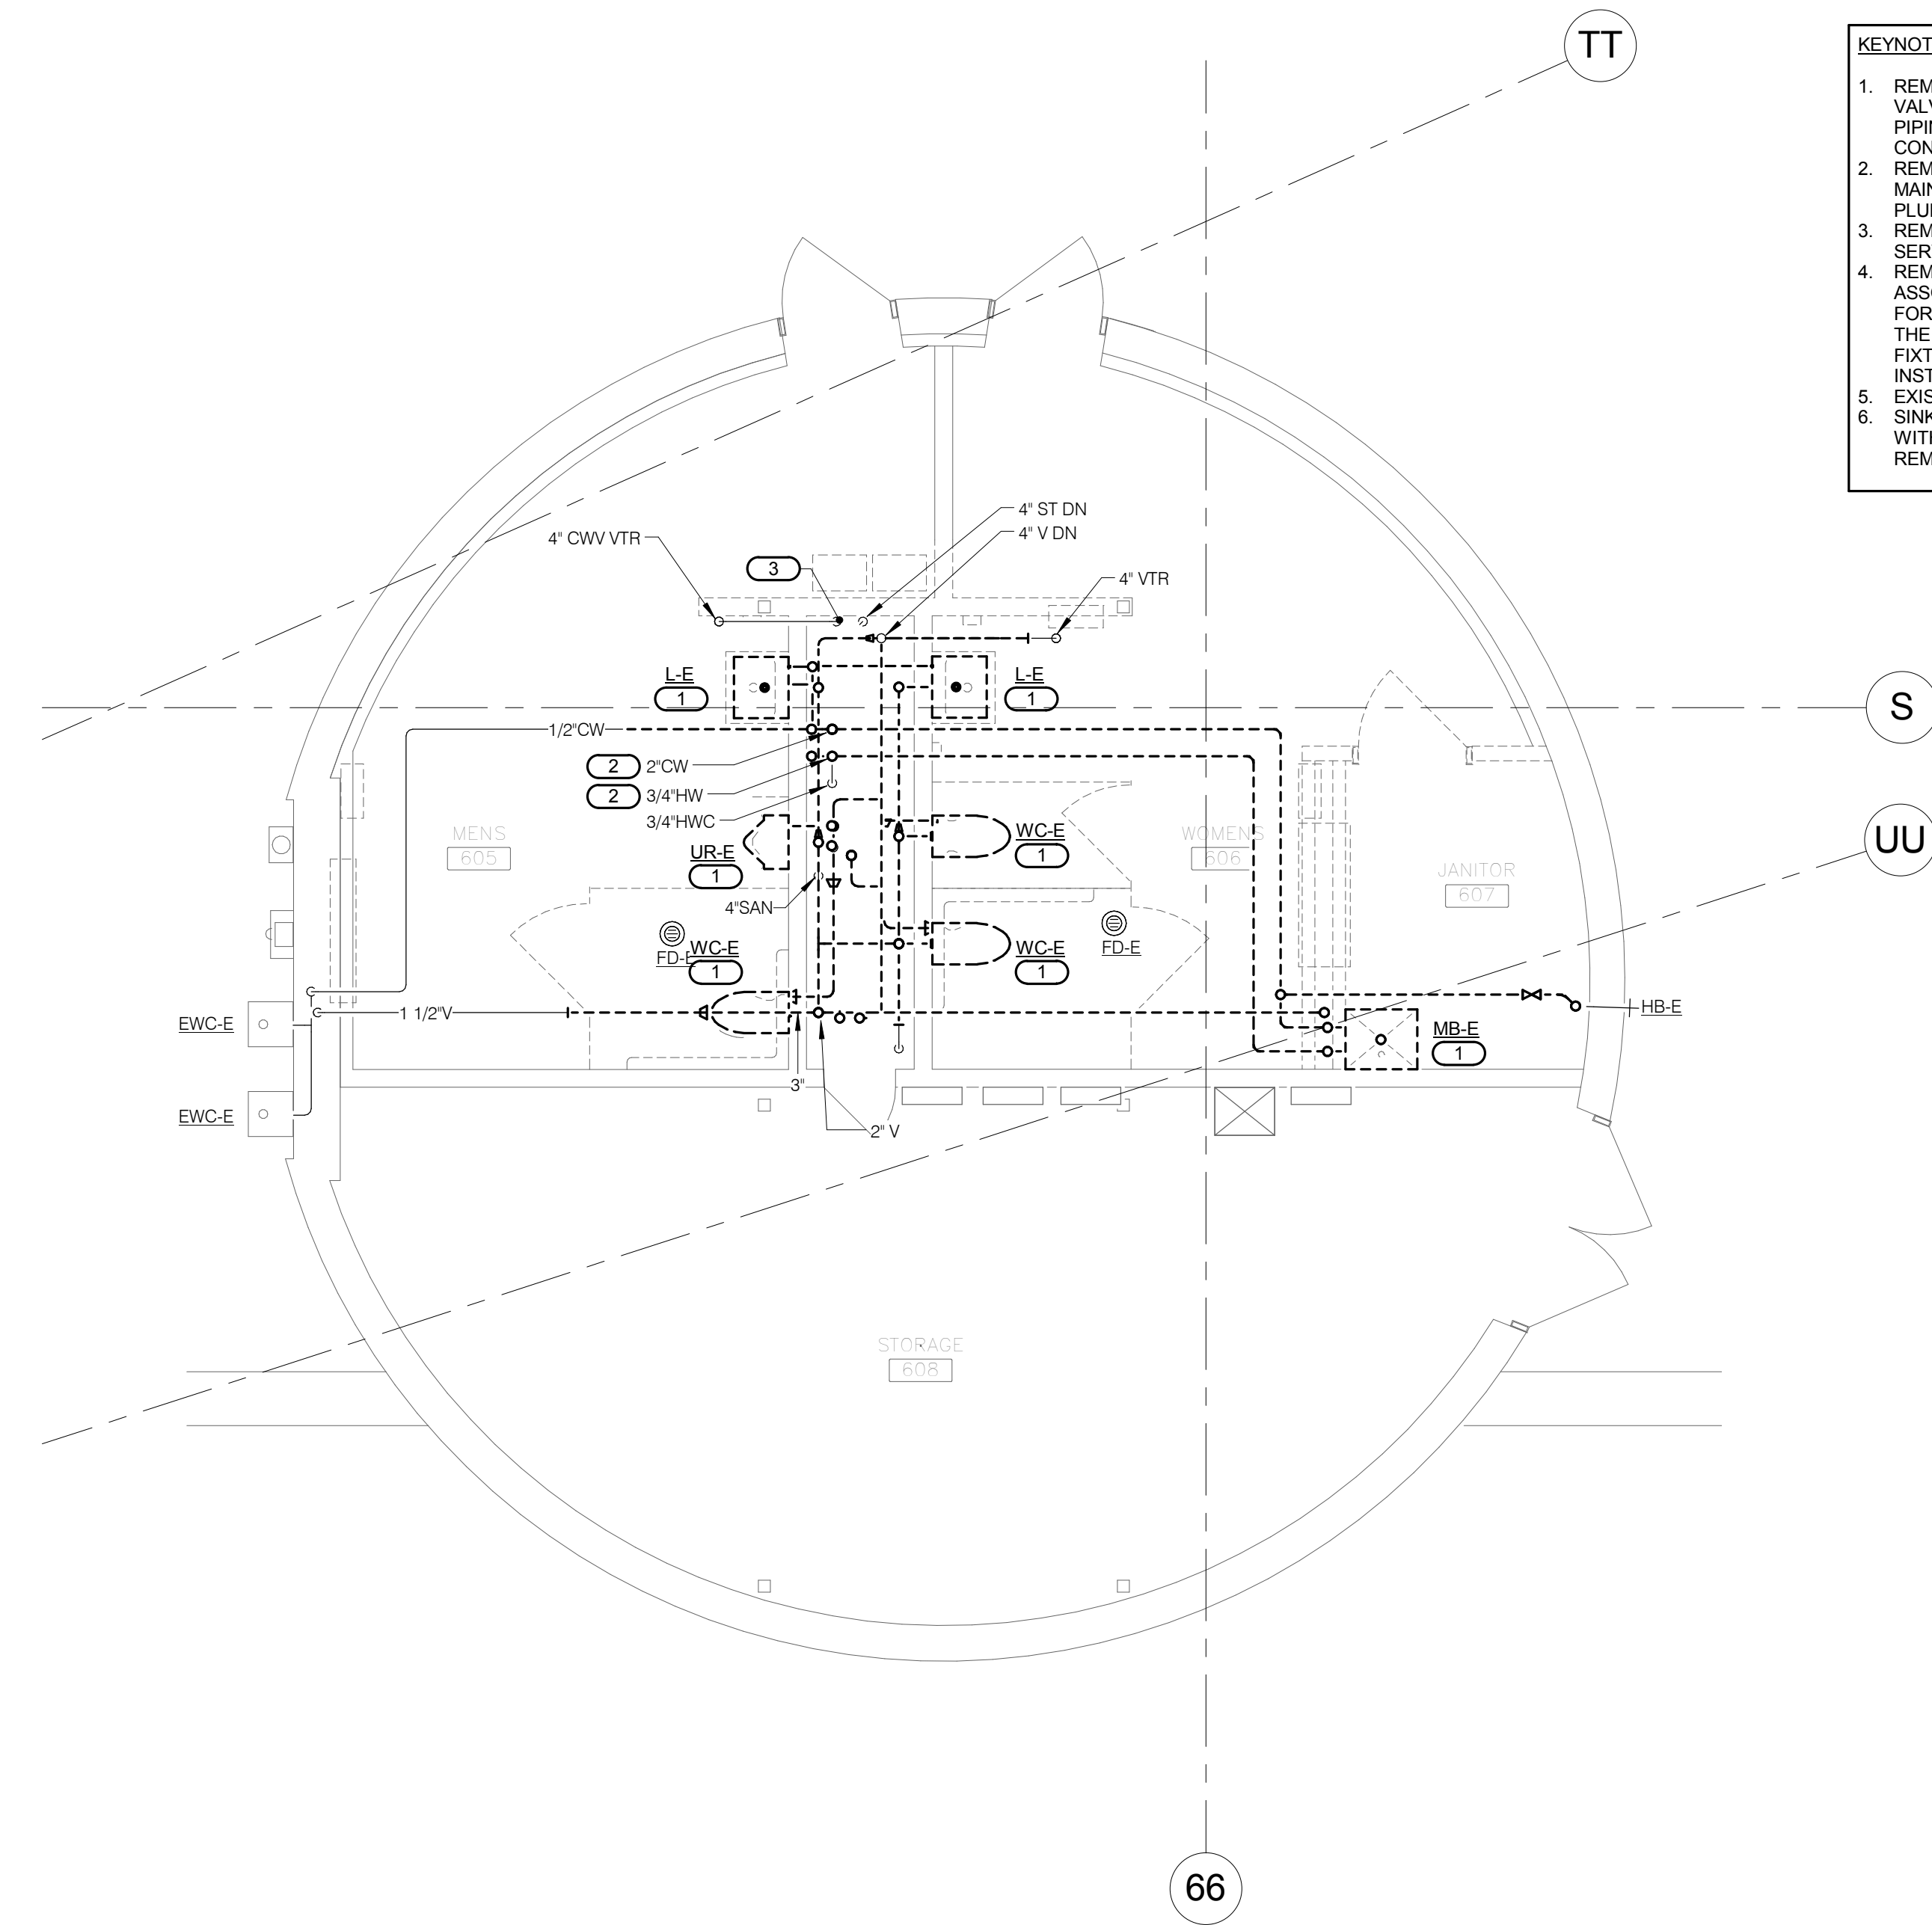 TT
KEYNOT
1. REM
VALV
PIPIN
CON
2. REM
MAIN
PLU
3. REM
SER
4. REM
ASS
FOR
THE
FIXT
INST
5. EXIS
6. SINK
WITH
REM
4" ST DN
4" CWV VTR
4" V DN
3
4" VTR
L-E
1
L-E
1
S
1/2"CW
2 2"CW
2 3/4"HW
3/4"HWC
MENS
605
UR-E
1
WC-E
1
WOMENS
606
UU
JANITOR
607
4"SAN
FD-E
WC-E
1
WC-E
1
FD-E
1 1/2"V
HB-E
EWC-E
MB-E
1
3"
EWC-E
2" V
STORAGE
608
66